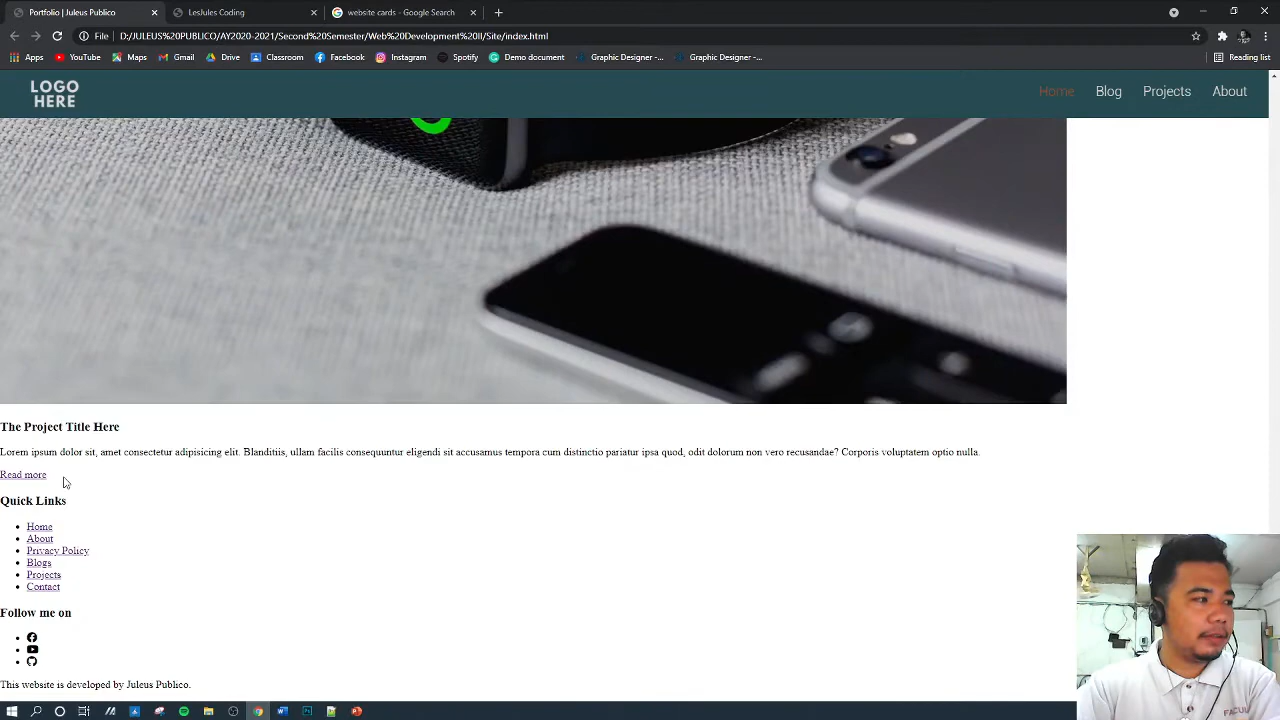 Portfolio | Juleus Publico
LesJules Coding
website cards - Google Search
File D:/JULEUS%20PUBLICO/AY2020-2021/Second%20Semester/Web%20Development%20II/Site/index.html
Apps YouTube Maps Gmail Drive Classroom Facebook Instagram Spotify Demo document Graphic Designer -... Graphic Designer -... Reading list
LOGO
HERE
Home Blog Projects About
The Project Title Here
Lorem ipsum dolor sit, amet consectetur adipisicing elit. Blanditiis, ullam facilis consequuntur eligendi sit accusamus tempora cum distinctio pariatur ipsa quod, odit dolorum non vero recusandae? Corporis voluptatem optio nulla.
Read more
Quick Links
Home
About
Privacy Policy
Blogs
Projects
Contact
Follow me on
This website is developed by Juleus Publico.